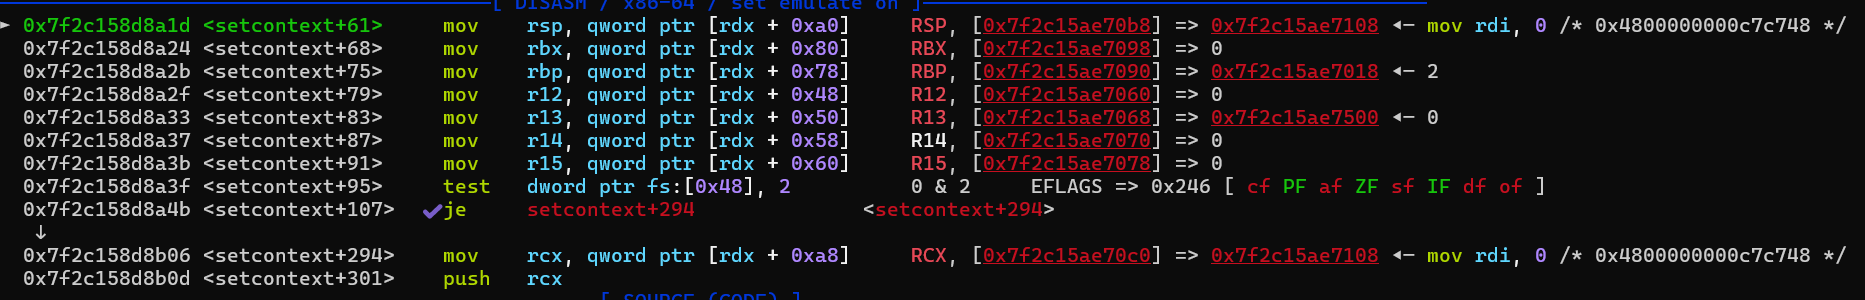 [ DISASM / x86-64 / set emulate on ]
► 0x7f2c158d8a1d <setcontext+61> mov rsp, qword ptr [rdx + 0xa0] RSP, [0x7f2c15ae70b8] => 0x7f2c15ae7108 ◂— mov rdi, 0 /* 0x4800000000c7c748 */
0x7f2c158d8a24 <setcontext+68> mov rbx, qword ptr [rdx + 0x80] RBX, [0x7f2c15ae7098] => 0
0x7f2c158d8a2b <setcontext+75> mov rbp, qword ptr [rdx + 0x78] RBP, [0x7f2c15ae7090] => 0x7f2c15ae7018 ◂— 2
0x7f2c158d8a2f <setcontext+79> mov r12, qword ptr [rdx + 0x48] R12, [0x7f2c15ae7060] => 0
0x7f2c158d8a33 <setcontext+83> mov r13, qword ptr [rdx + 0x50] R13, [0x7f2c15ae7068] => 0x7f2c15ae7500 ◂— 0
0x7f2c158d8a37 <setcontext+87> mov r14, qword ptr [rdx + 0x58] R14, [0x7f2c15ae7070] => 0
0x7f2c158d8a3b <setcontext+91> mov r15, qword ptr [rdx + 0x60] R15, [0x7f2c15ae7078] => 0
0x7f2c158d8a3f <setcontext+95> test dword ptr fs:[0x48], 2 0 & 2 EFLAGS => 0x246 [ cf PF af ZF sf IF df of ]
0x7f2c158d8a4b <setcontext+107> ✔ je setcontext+294 <setcontext+294>
↓
0x7f2c158d8b06 <setcontext+294> mov rcx, qword ptr [rdx + 0xa8] RCX, [0x7f2c15ae70c0] => 0x7f2c15ae7108 ◂— mov rdi, 0 /* 0x4800000000c7c748 */
0x7f2c158d8b0d <setcontext+301> push rcx
[ SOURCE (CODE) ]